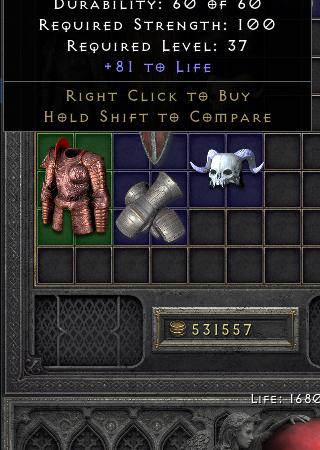 Durability: 60 of 60
Required Strength: 100
Required Level: 37
+81 to Life
Right Click to Buy
Hold Shift to Compare
531557
Life: 1680